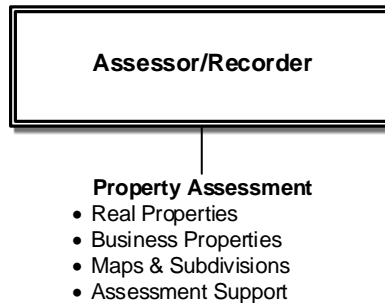 Assessor/Recorder
Property Assessment
• Real Properties
• Business Properties
• Maps & Subdivisions
• Assessment Support